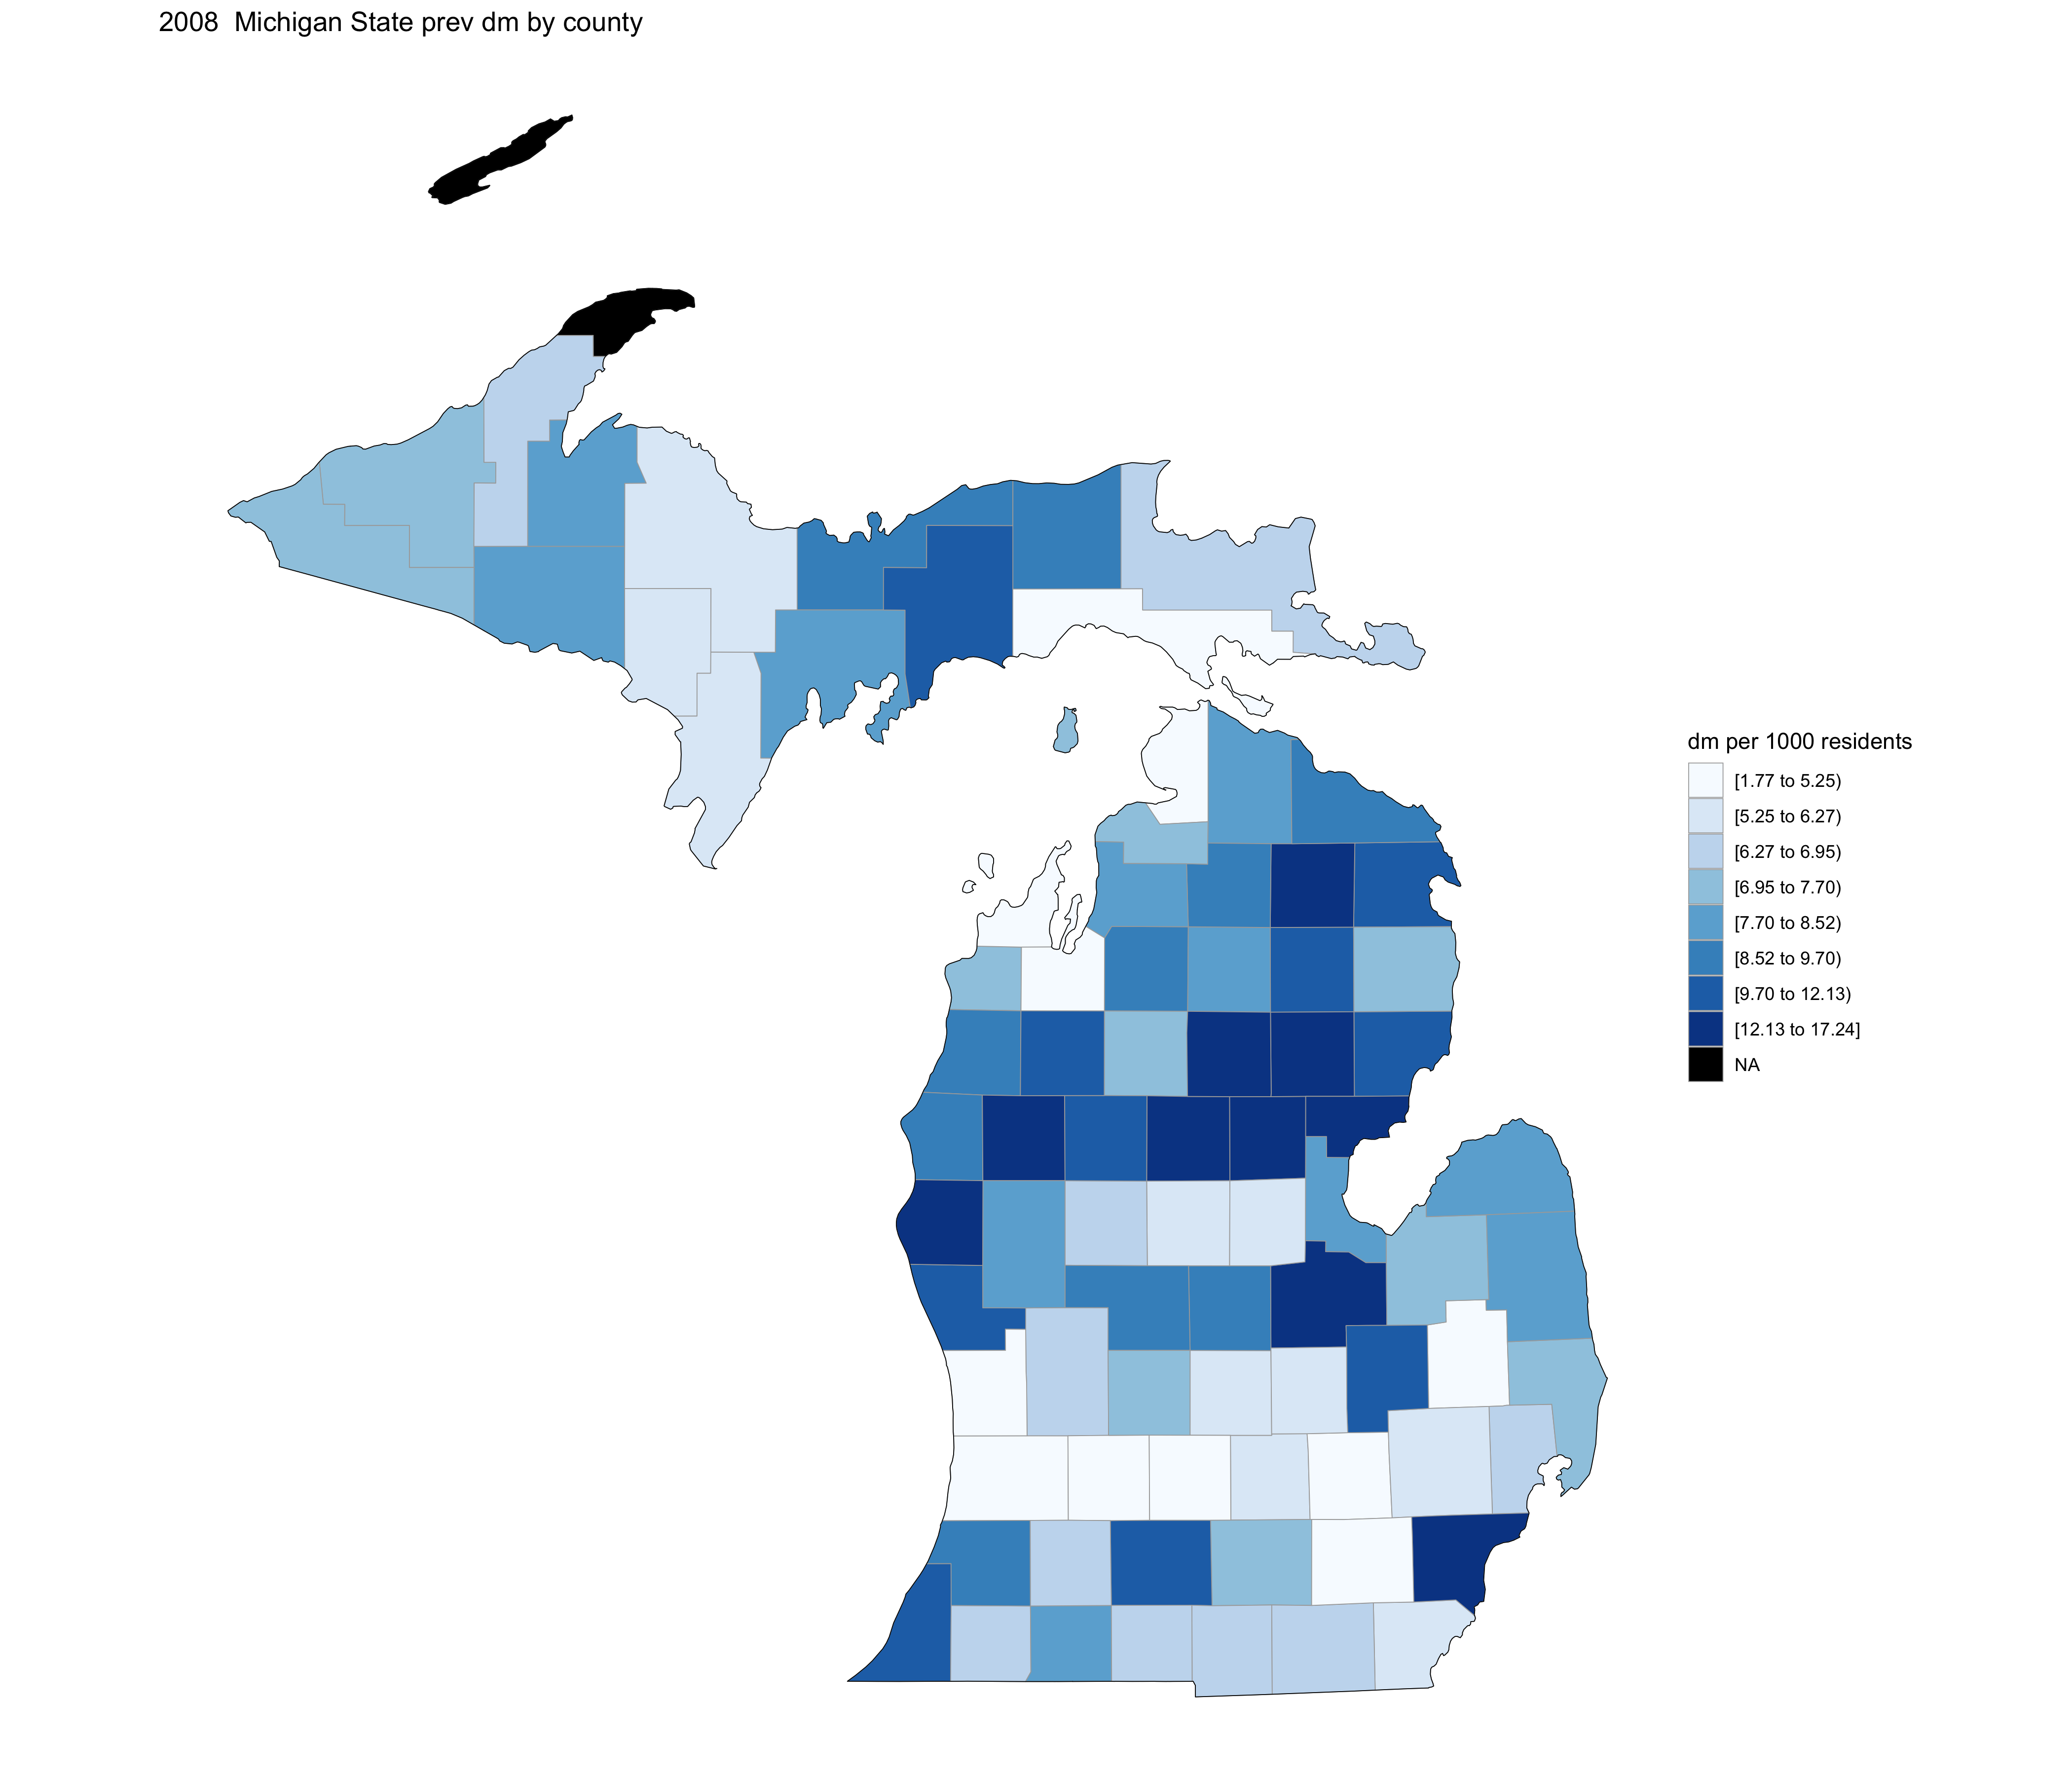 2008  Michigan State prev dm by county
dm per 1000 residents
[1.77 to 5.25)
[5.25 to 6.27)
[6.27 to 6.95)
[6.95 to 7.70)
[7.70 to 8.52)
[8.52 to 9.70)
[9.70 to 12.13)
[12.13 to 17.24]
NA